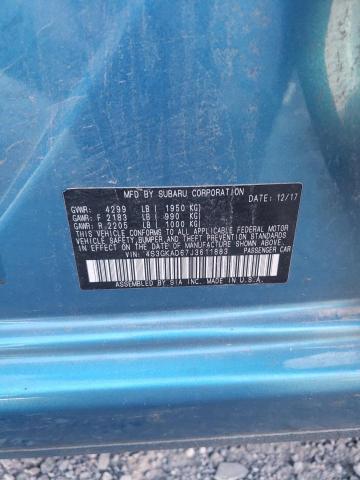 MFD BY SUBARU CORPORATION
GVWR: 4299 LB ( 1950 KG) DATE: 12/17
GAWR: F 2183 LB ( 990 KG)
GAWR: R 2205 LB ( 1000 KG)
THIS VEHICLE CONFORMS TO ALL APPLICABLE FEDERAL MOTOR
VEHICLE SAFETY, BUMPER, AND THEFT PREVENTION STANDARDS
IN EFFECT ON THE DATE OF MANUFACTURE SHOWN ABOVE.
VIN: 4S3GKAD67J3611883 PASSENGER CAR
ASSEMBLED BY SIA INC. MADE IN U.S.A.